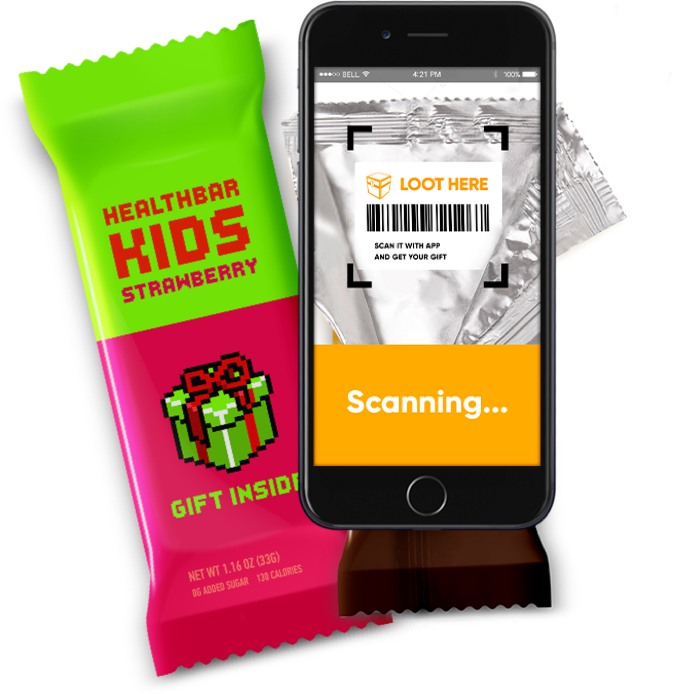 HEALTHBAR
KIDS
STRAWBERRY
GIFT INSIDE
NET WT 1.16 OZ (33G)
0G ADDED SUGAR 130 CALORIES
BELL 4:21 PM 100%
LOOT HERE
SCAN IT WITH APP
AND GET YOUR GIFT
Scanning...